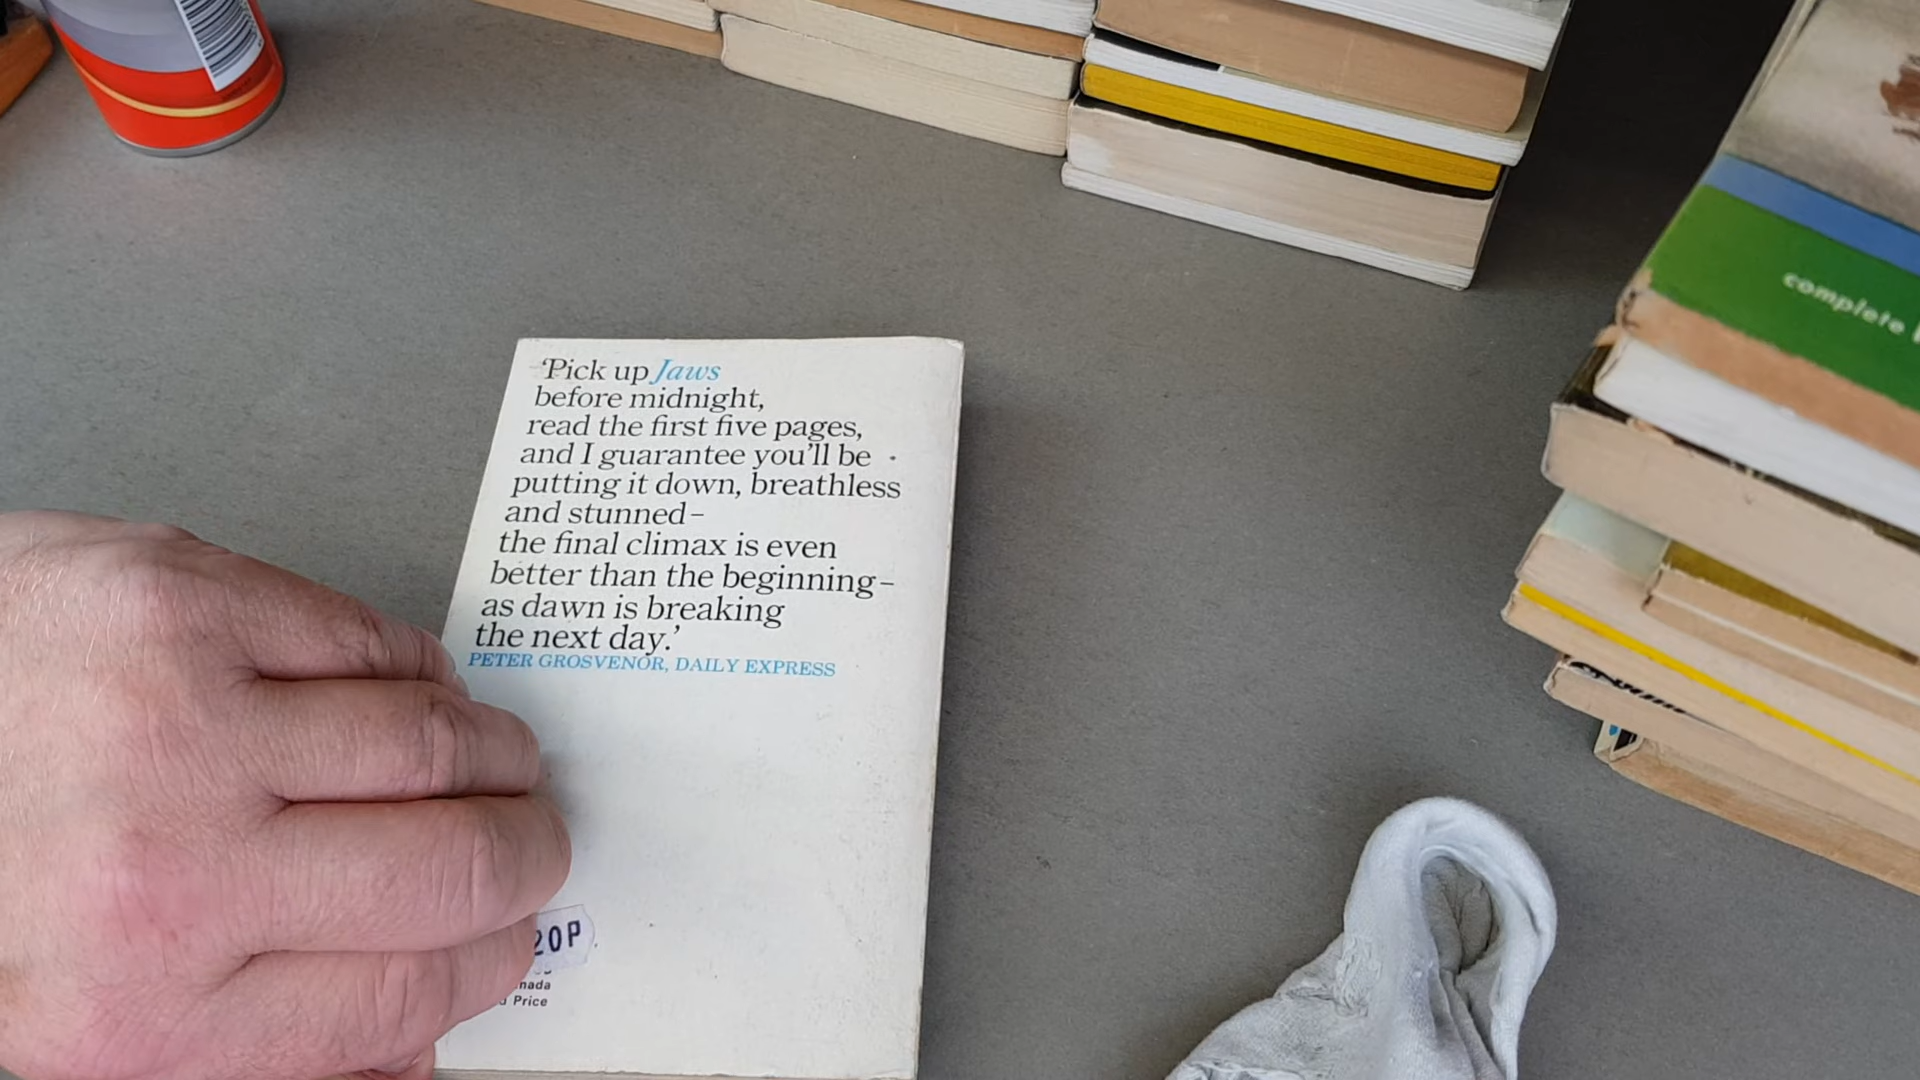 'Pick up Jaws
before midnight,
read the first five pages,
and I guarantee you'll be
putting it down, breathless
and stunned–
the final climax is even
better than the beginning–
as dawn is breaking
the next day.'
PETER GROSVENOR, DAILY EXPRESS
20P
Price
complete